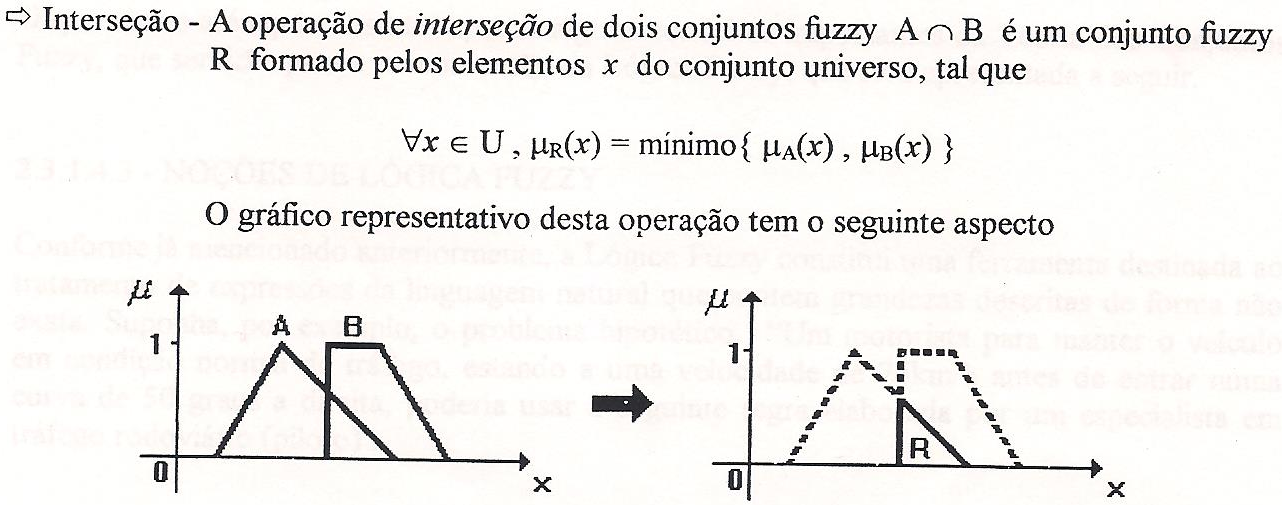 ⇨ Interseção - A operação de interseção de dois conjuntos fuzzy A ∩ B é um conjunto fuzzy
R formado pelos elementos x do conjunto universo, tal que
∀x ∈ U , μR(x) = mínimo{ μA(x) , μB(x) }
O gráfico representativo desta operação tem o seguinte aspecto
μ
A B
1
0
x
μ
1
R
0
x